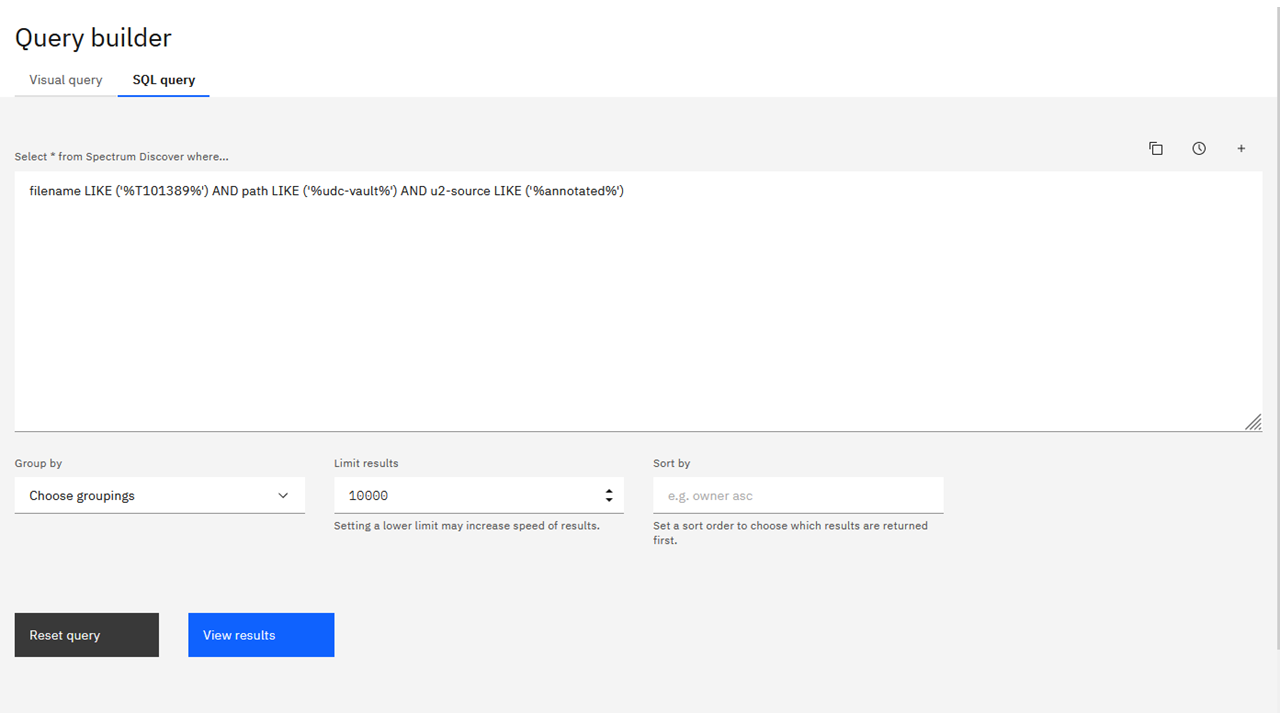 Query builder
Visual query
SQL query
Select * from Spectrum Discover where...
+
filename LIKE ('%T101389%') AND path LIKE ('%udc-vault%') AND u2-source LIKE ('%annotated%')
Group by
Limit results
Sort by
Choose groupings
10000
e.g. owner asc
Setting a lower limit may increase speed of results.
Set a sort order to choose which results are returned
first.
Reset query
View results